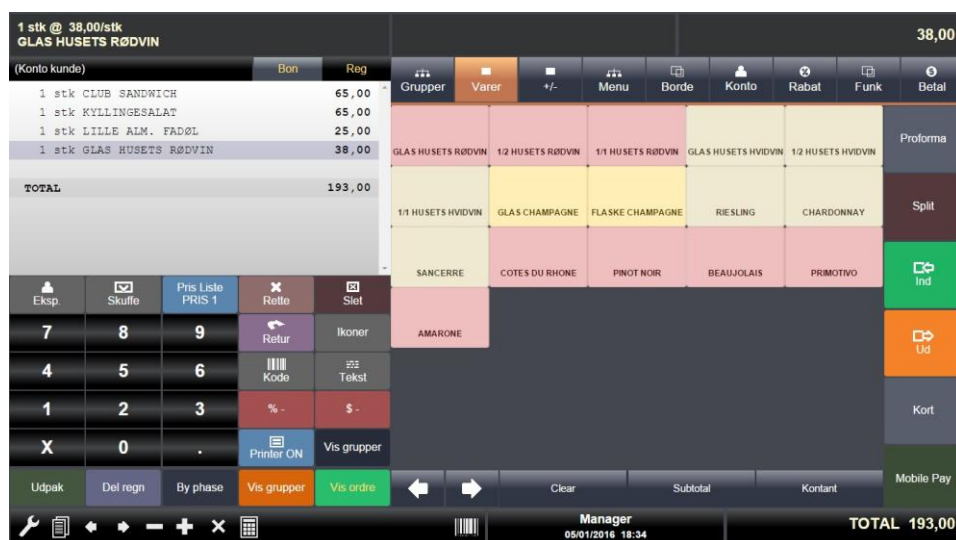 1 stk @ 38,00/stk
GLAS HUSETS RØDVIN
38,00
(Konto kunde)
Bon
Reg
1 stk CLUB SANDWICH 65,00
1 stk KYLLINGESALAT 65,00
1 stk LILLE ALM. FADØL 25,00
1 stk GLAS HUSETS RØDVIN 38,00
TOTAL 193,00
Grupper
Varer
+/-
Menu
Borde
Konto
Rabat
Funk
Betal
GLAS HUSETS RØDVIN
1/2 HUSETS RØDVIN
1/1 HUSETS RØDVIN
GLAS HUSETS HVIDVIN
1/2 HUSETS HVIDVIN
1/1 HUSETS HVIDVIN
GLAS CHAMPAGNE
FLASKE CHAMPAGNE
RIESLING
CHARDONNAY
SANCERRE
COTES DU RHONE
PINOT NOIR
BEAUJOLAIS
PRIMOTIVO
AMARONE
Proforma
Split
Ind
Ud
Kort
Mobile Pay
Eksp.
Skuffe
Pris Liste
PRIS 1
Rette
Slet
7
8
9
Retur
Ikoner
4
5
6
Kode
Tekst
1
2
3
% -
$ -
X
0
.
Printer ON
Vis grupper
Udpak
Del regn
By phase
Vis grupper
Vis ordre
Clear
Subtotal
Kontant
Manager
05/01/2016 18:34
TOTAL 193,00